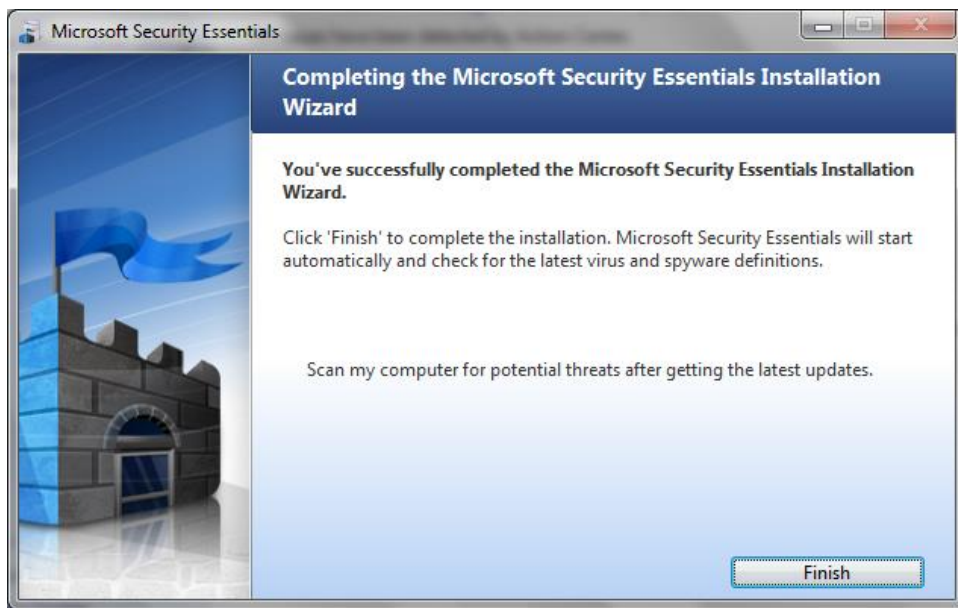 Microsoft Security Essentials
Completing the Microsoft Security Essentials Installation
Wizard
You've successfully completed the Microsoft Security Essentials Installation
Wizard.
Click 'Finish' to complete the installation. Microsoft Security Essentials will start
automatically and check for the latest virus and spyware definitions.
Scan my computer for potential threats after getting the latest updates.
Finish